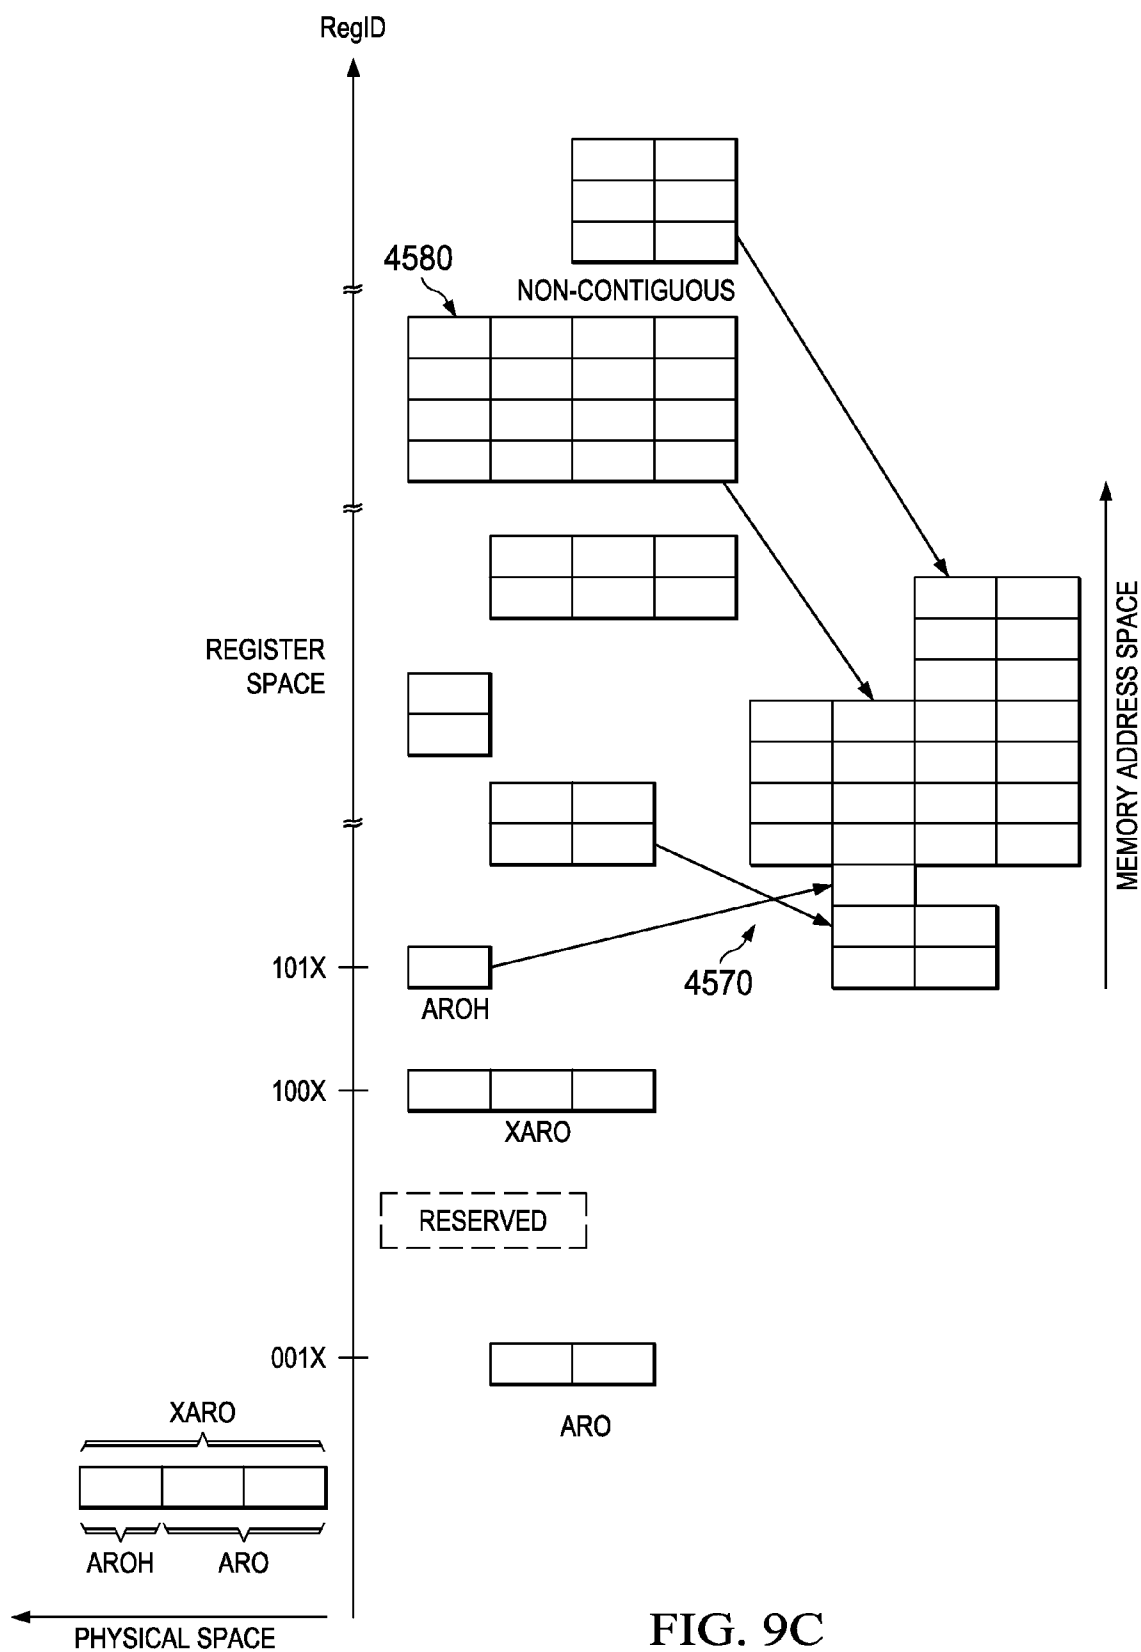 RegID
4580
NON-CONTIGUOUS
REGISTER
SPACE
MEMORY ADDRESS SPACE
4570
101X
AROH
100X
XARO
RESERVED
001X
ARO
XARO
AROH
ARO
PHYSICAL SPACE
FIG. 9C